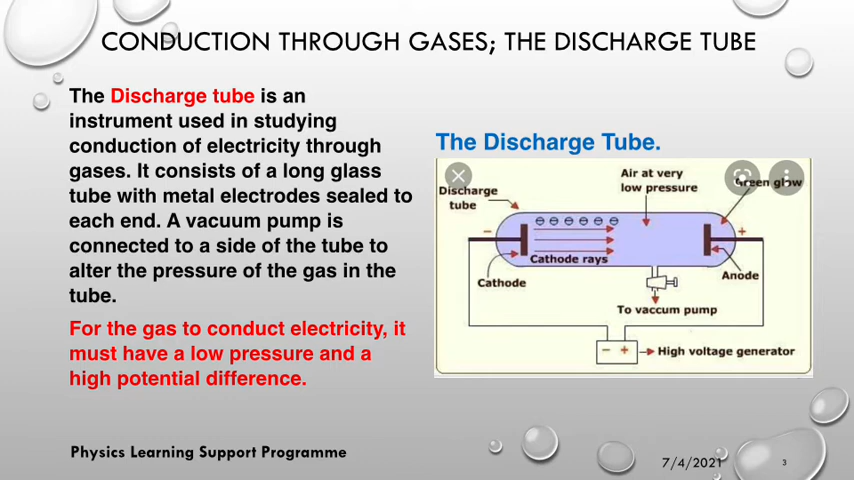 CONDUCTION THROUGH GASES; THE DISCHARGE TUBE
The Discharge tube is an
instrument used in studying
conduction of electricity through
gases. It consists of a long glass
tube with metal electrodes sealed to
each end. A vacuum pump is
connected to a side of the tube to
alter the pressure of the gas in the
tube.
For the gas to conduct electricity, it
must have a low pressure and a
high potential difference.
The Discharge Tube.
Air at very
low pressure
Green glow
Discharge
tube
Cathode rays
Cathode
Anode
To vaccum pump
High voltage generator
Physics Learning Support Programme
7/4/2021
3